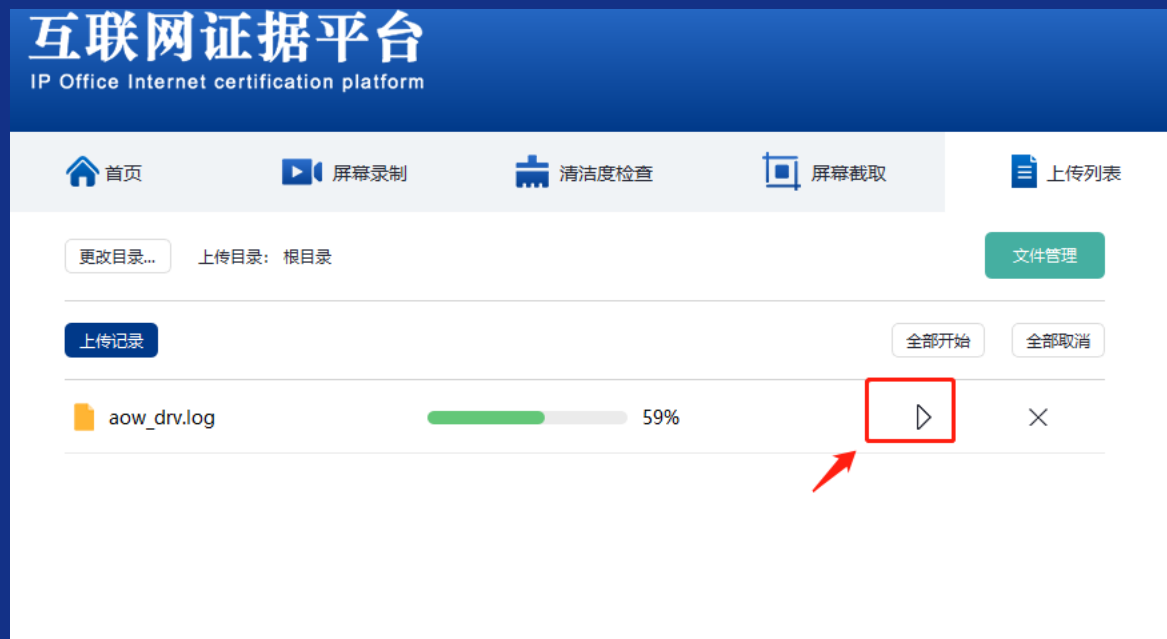 互联网证据平台
IP Office Internet certification platform
首页 屏幕录制 清洁度检查 屏幕截取 上传列表
更改目录... 上传目录: 根目录 文件管理
上传记录 全部开始 全部取消
aow_drv.log 59%